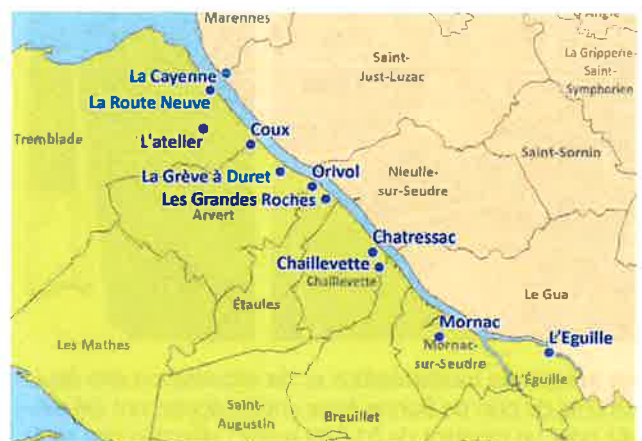 Marennes
Saint-
Just-Luzac
La Gripperie-
Saint-
Symphorien
La Cayenne
La Route Neuve
Tremblade
L'atelier
Coux
Saint-Sornin
La Grève à Duret
Orivol
Nieulle-
sur-Seudre
Les Grandes Roches
Arvert
Chatressac
Chaillevette
Chaillevette
Étaules
Le Gua
Mornac
L'Eguille
Les Mathes
Mornac-
sur-Seudre
L'Éguille
Saint-
Augustin
Breuillet